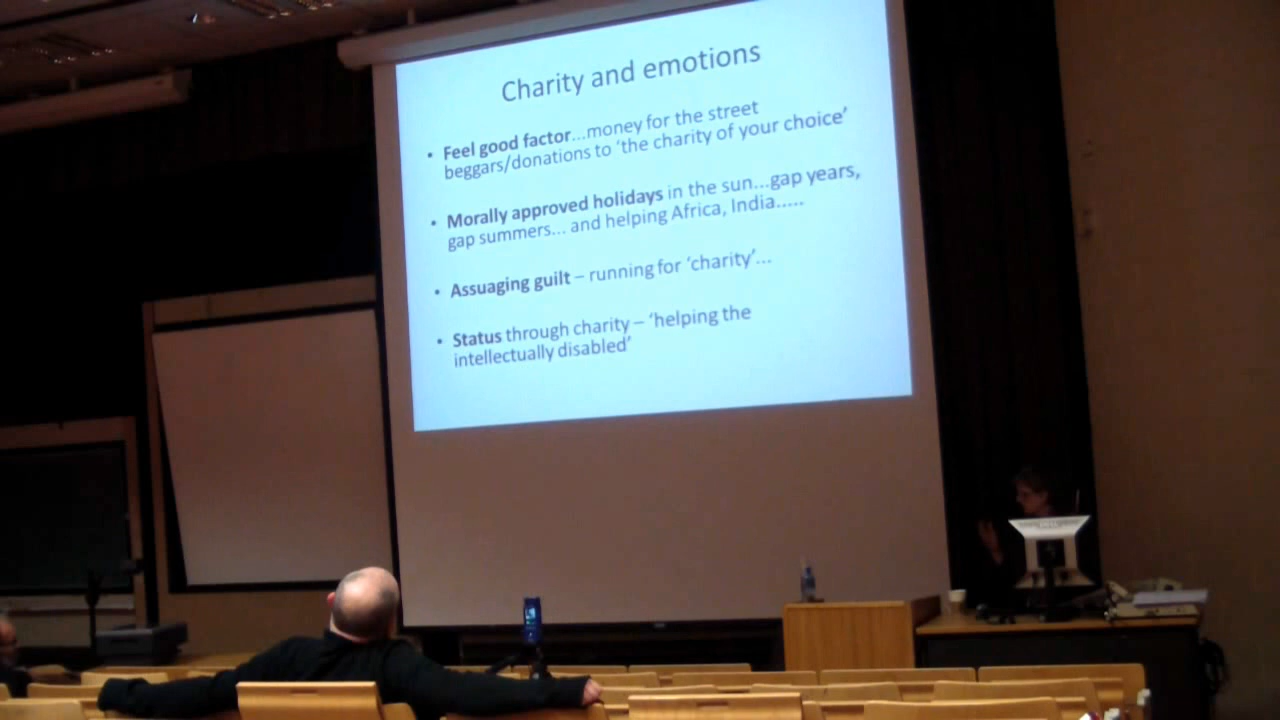 Charity and emotions
• Feel good factor...money for the street
beggars/donations to ‘the charity of your choice’
• Morally approved holidays in the sun...gap years,
gap summers... and helping Africa, India.....
• Assuaging guilt – running for ‘charity’...
• Status through charity – ‘helping the
intellectually disabled’